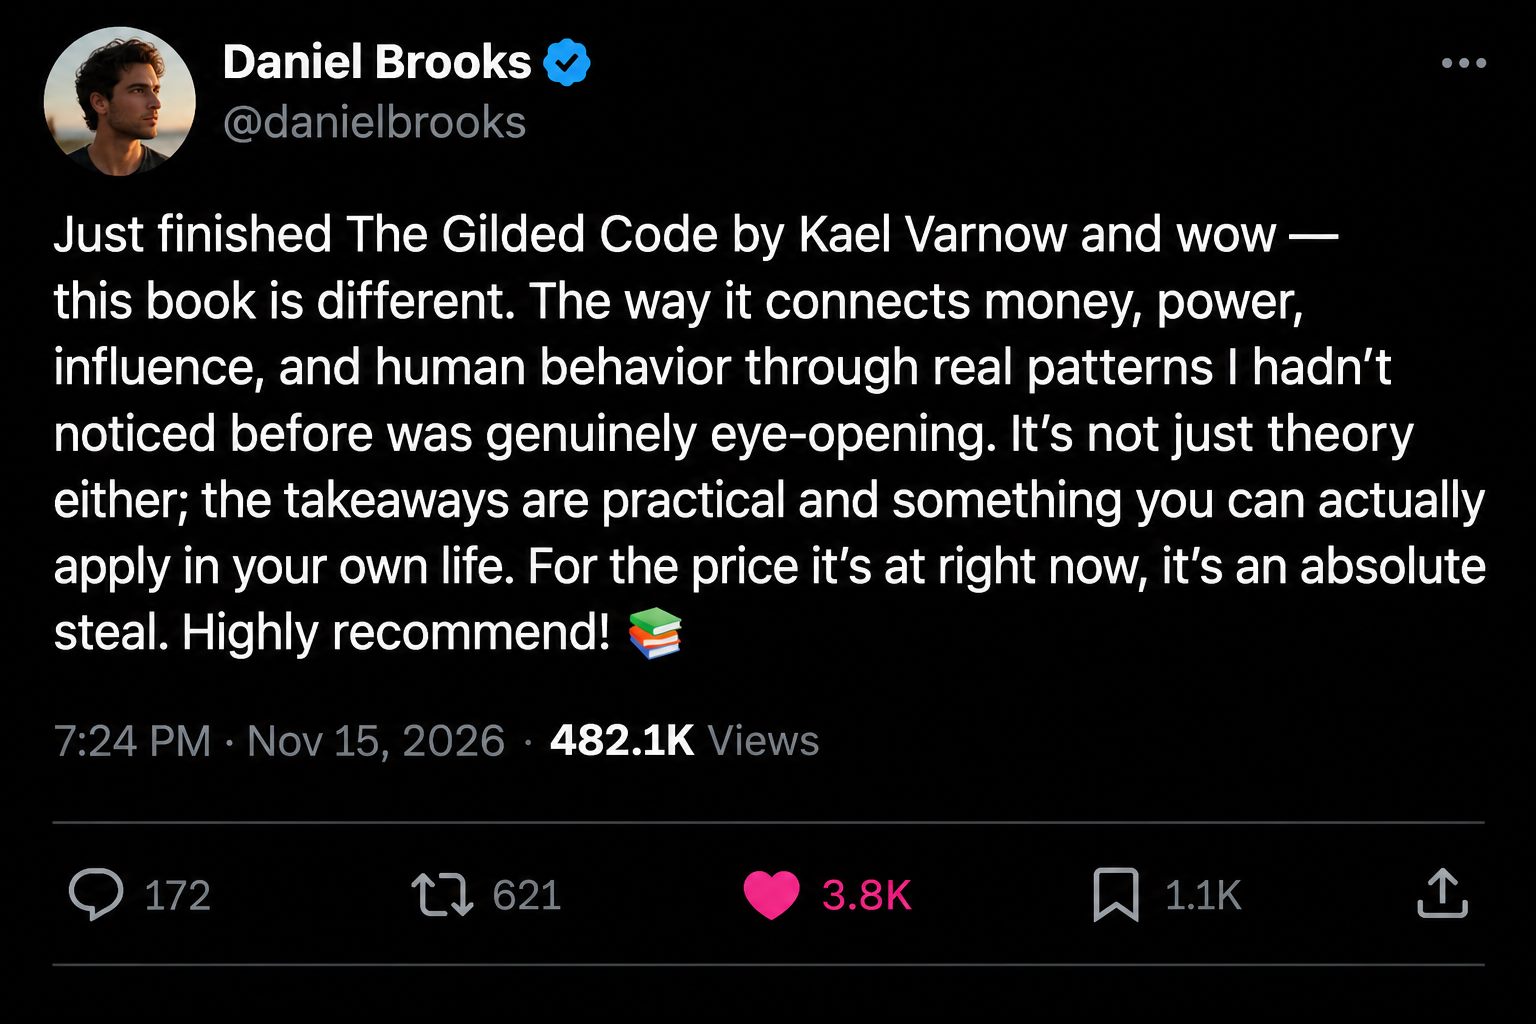 Daniel Brooks
@danielbrooks
Just finished The Gilded Code by Kael Varnow and wow —
this book is different. The way it connects money, power,
influence, and human behavior through real patterns I hadn’t
noticed before was genuinely eye-opening. It’s not just theory
either; the takeaways are practical and something you can actually
apply in your own life. For the price it’s at right now, it’s an absolute
steal. Highly recommend! 📚
7:24 PM · Nov 15, 2026 · 482.1K Views
172 621 3.8K 1.1K